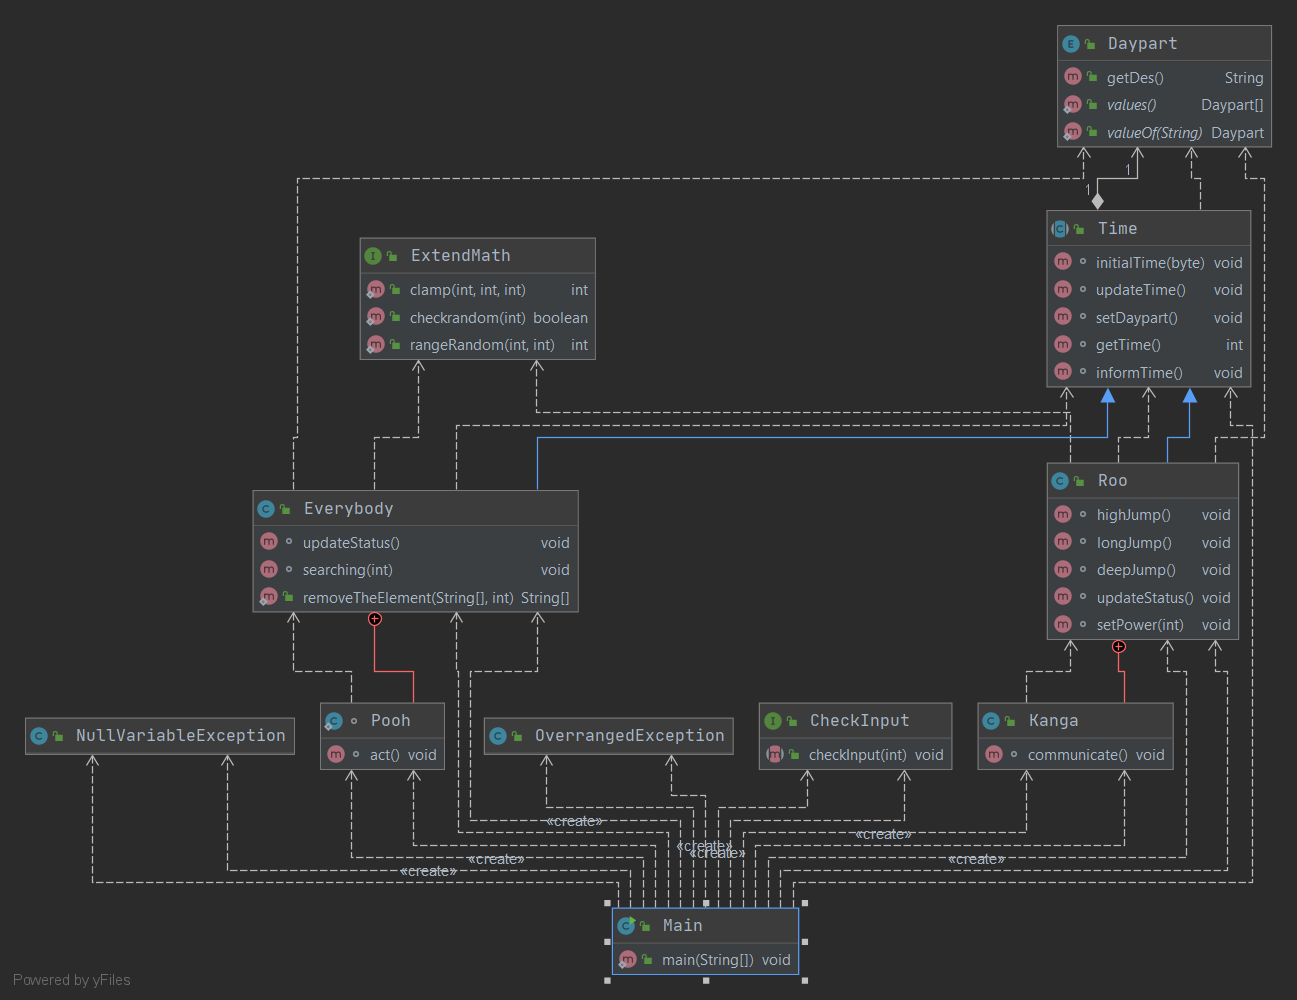 Daypart
getDes() String
values() Daypart[]
valueOf(String) Daypart
1
1
Time
initialTime(byte) void
updateTime() void
setDaypart() void
getTime() int
informTime() void
ExtendMath
clamp(int, int, int) int
checkrandom(int) boolean
rangeRandom(int, int) int
Roo
highJump() void
longJump() void
deepJump() void
updateStatus() void
setPower(int) void
Everybody
updateStatus() void
searching(int) void
removeTheElement(String[], int) String[]
NullVariableException
Pooh
act() void
OverrangedException
CheckInput
checkInput(int) void
Kanga
communicate() void
«create»
«create»
«create»
«create»
«create»
«create»
«create»
Main
main(String[]) void
Powered by yFiles